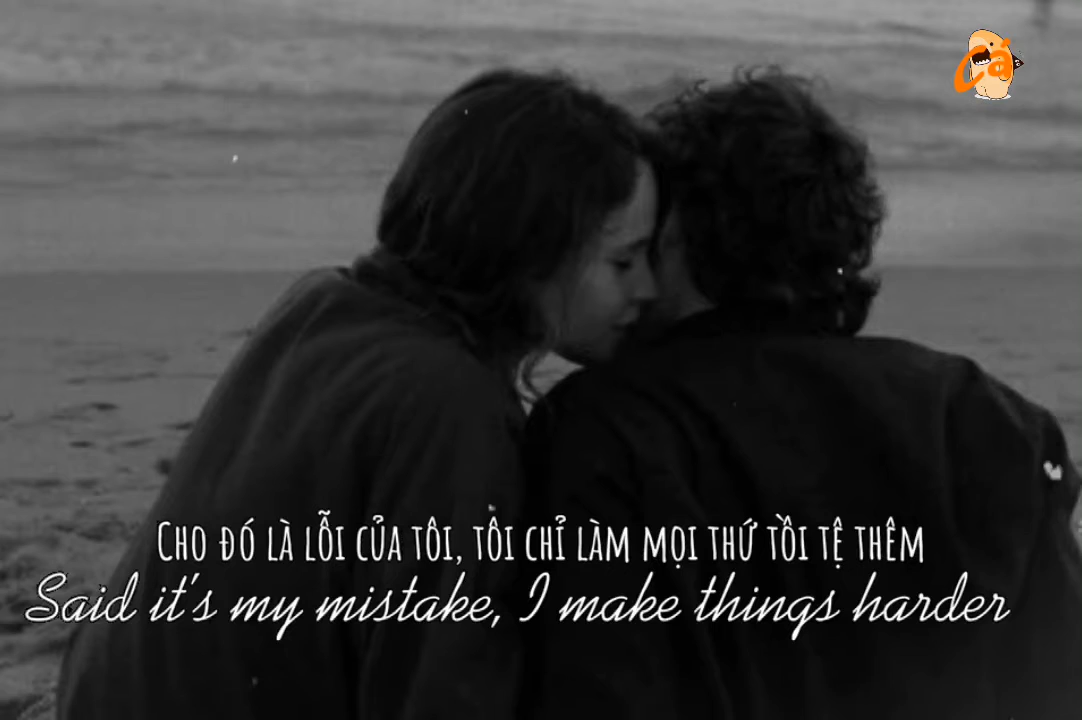 Cá
Cho đó là lỗi của tôi, tôi chỉ làm mọi thứ tồi tệ thêm
Said it's my mistake, I make things harder